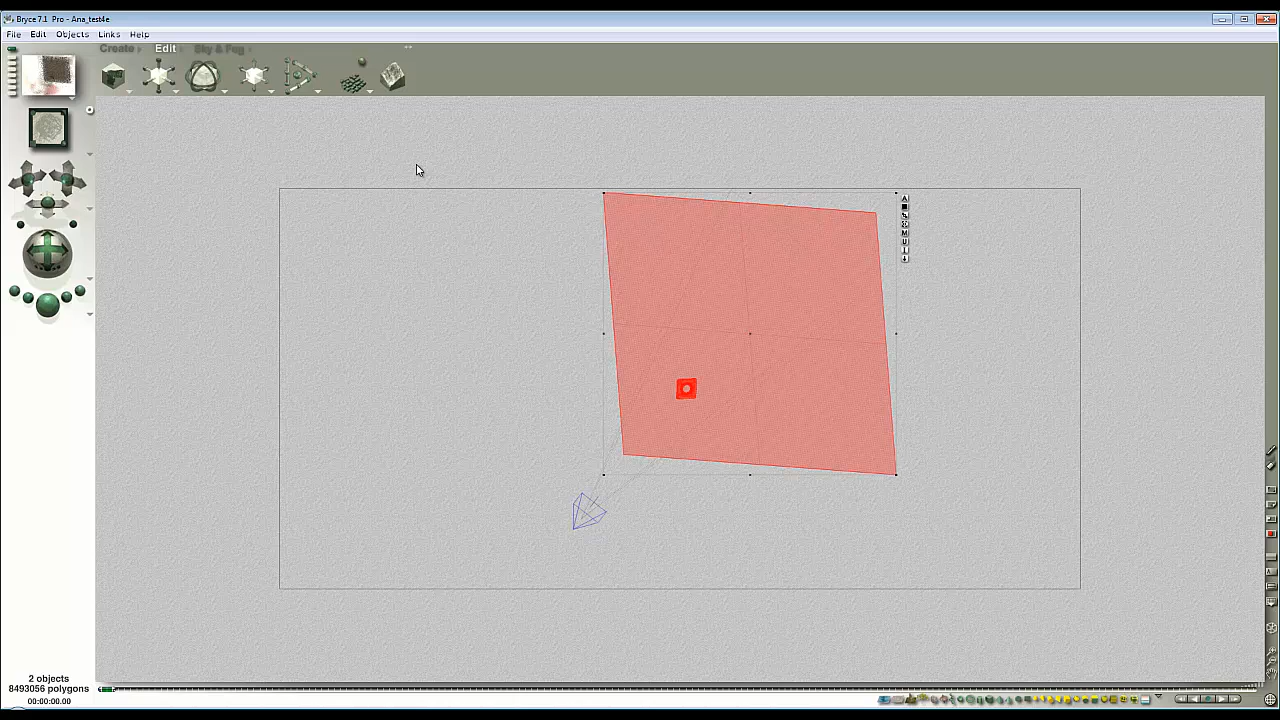 Bryce 7.1 Pro - Ana_test4e
File Edit Objects Links Help
Create Edit Sky & Fog
A
M
U
2 objects
8493056 polygons
00:00:00.00